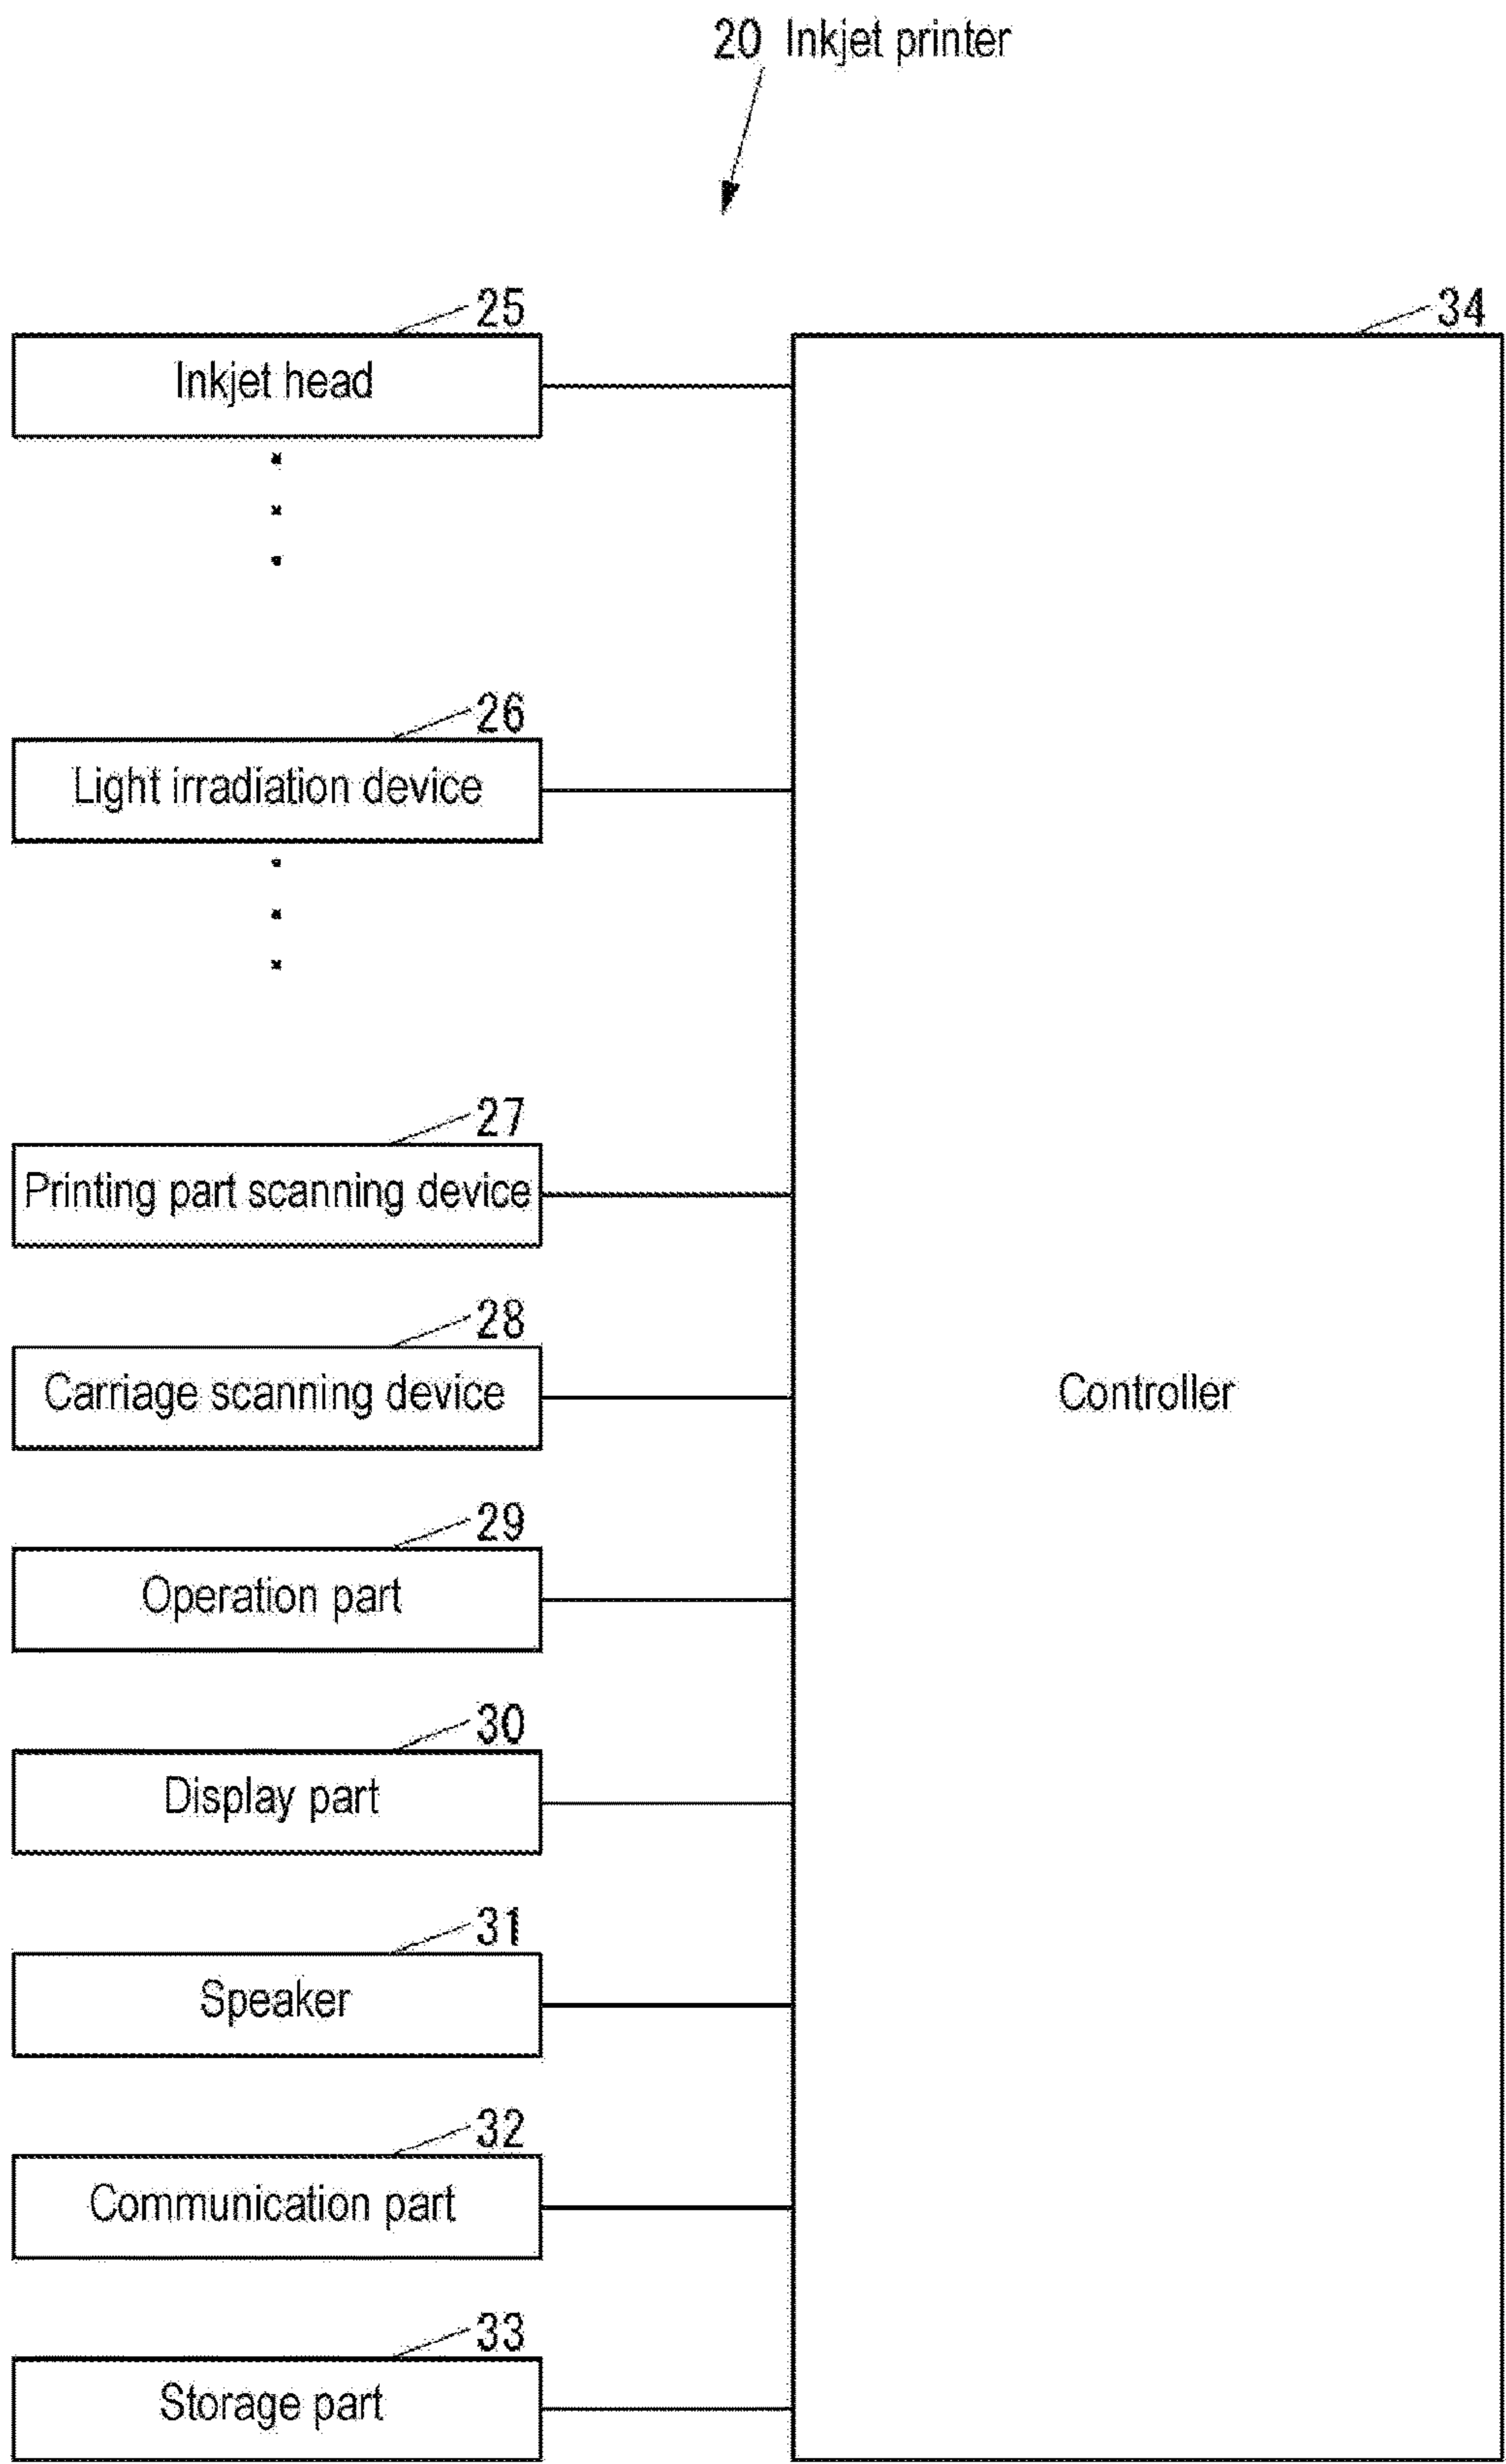 20 Inkjet printer
25
34
Inkjet head
26
Light irradiation device
27
Printing part scanning device
28
Carriage scanning device
Controller
29
Operation part
30
Display part
31
Speaker
32
Communication part
33
Storage part